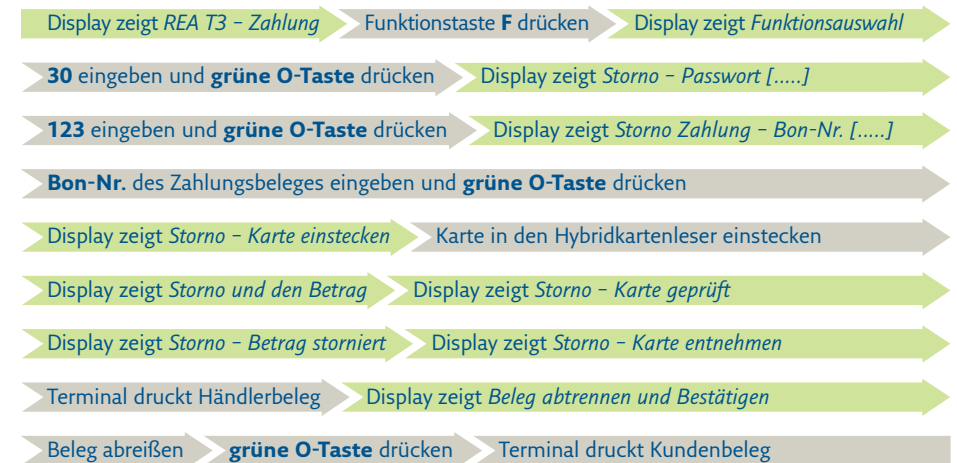 Display zeigt REA T3 – Zahlung Funktionstaste F drücken Display zeigt Funktionsauswahl
30 eingeben und grüne O-Taste drücken Display zeigt Storno – Passwort [.....]
123 eingeben und grüne O-Taste drücken Display zeigt Storno Zahlung – Bon-Nr. [.....]
Bon-Nr. des Zahlungsbeleges eingeben und grüne O-Taste drücken
Display zeigt Storno – Karte einstecken Karte in den Hybridkartenleser einstecken
Display zeigt Storno und den Betrag Display zeigt Storno – Karte geprüft
Display zeigt Storno – Betrag storniert Display zeigt Storno – Karte entnehmen
Terminal druckt Händlerbeleg Display zeigt Beleg abtrennen und Bestätigen
Beleg abreißen grüne O-Taste drücken Terminal druckt Kundenbeleg